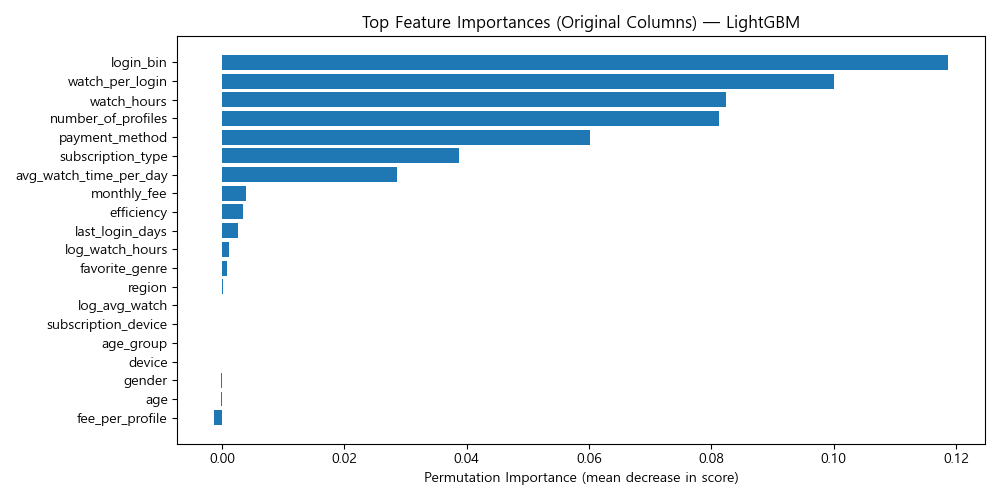 Top Feature Importances (Original Columns) — LightGBM
login_bin
watch_per_login
watch_hours
number_of_profiles
payment_method
subscription_type
avg_watch_time_per_day
monthly_fee
efficiency
last_login_days
log_watch_hours
favorite_genre
region
log_avg_watch
subscription_device
age_group
device
gender
age
fee_per_profile
0.00 0.02 0.04 0.06 0.08 0.10 0.12
Permutation Importance (mean decrease in score)